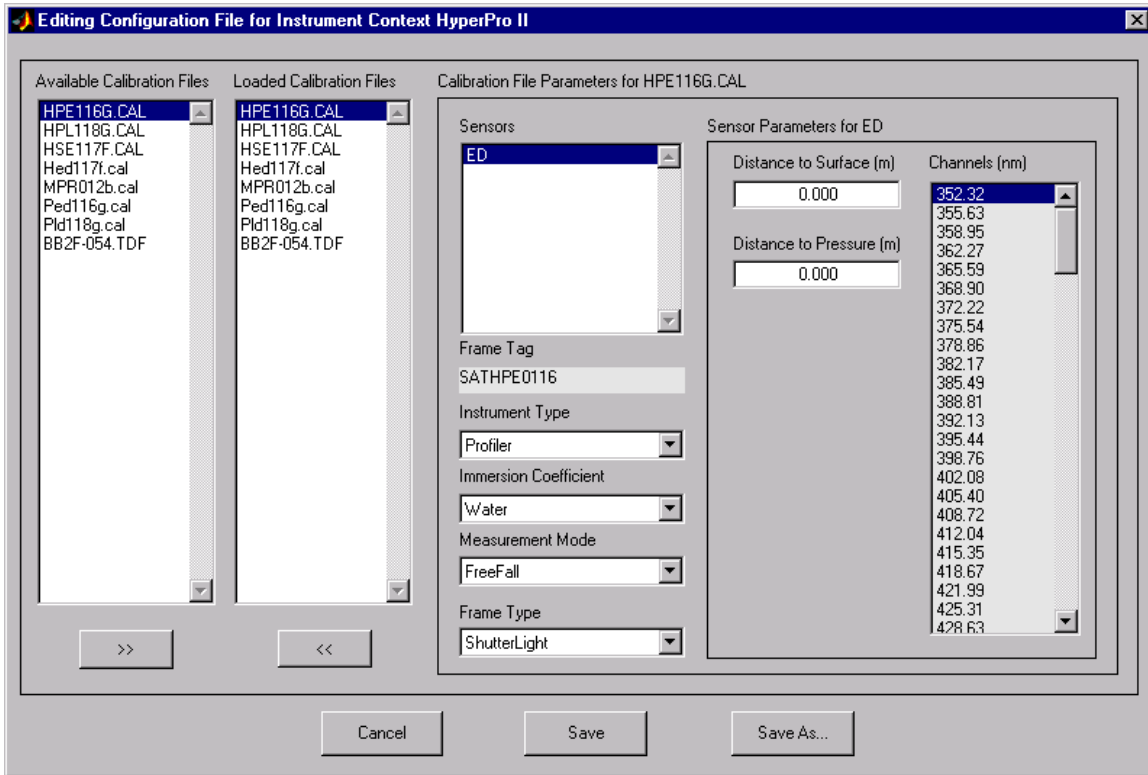 Editing Configuration File for Instrument Context HyperPro II
Available Calibration Files
HPE116G.CAL
HPL118G.CAL
HSE117F.CAL
Hed117f.cal
MPR012b.cal
Ped116g.cal
Pld118g.cal
BB2F-054.TDF
>>
Loaded Calibration Files
HPE116G.CAL
HPL118G.CAL
HSE117F.CAL
Hed117f.cal
MPR012b.cal
Ped116g.cal
Pld118g.cal
BB2F-054.TDF
<<
Calibration File Parameters for HPE116G.CAL
Sensors
ED
Frame Tag
SATHPE0116
Instrument Type
Profiler
Immersion Coefficient
Water
Measurement Mode
FreeFall
Frame Type
ShutterLight
Sensor Parameters for ED
Distance to Surface (m)
0.000
Distance to Pressure (m)
0.000
Channels (nm)
352.32
355.63
358.95
362.27
365.59
368.90
372.22
375.54
378.86
382.17
385.49
388.81
392.13
395.44
398.76
402.08
405.40
408.72
412.04
415.35
418.67
421.99
425.31
428.63
Cancel
Save
Save As...